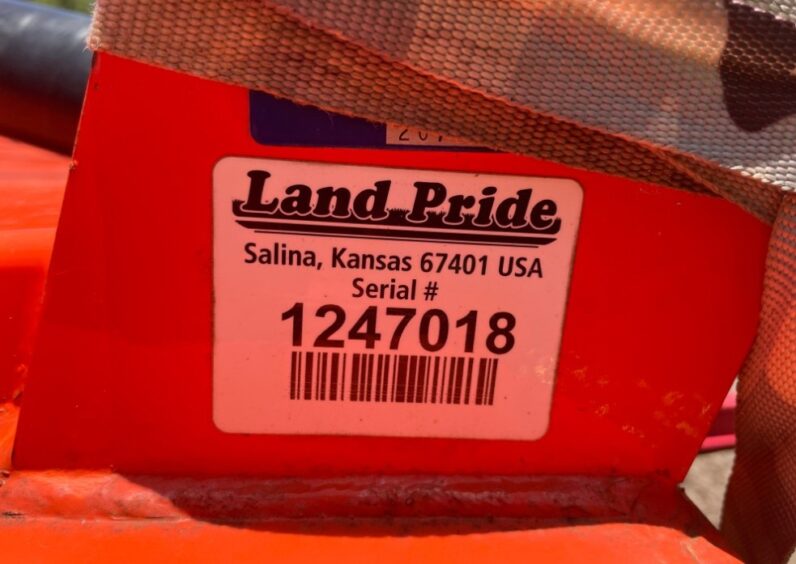 Land Pride
Salina, Kansas 67401 USA
Serial #
1247018